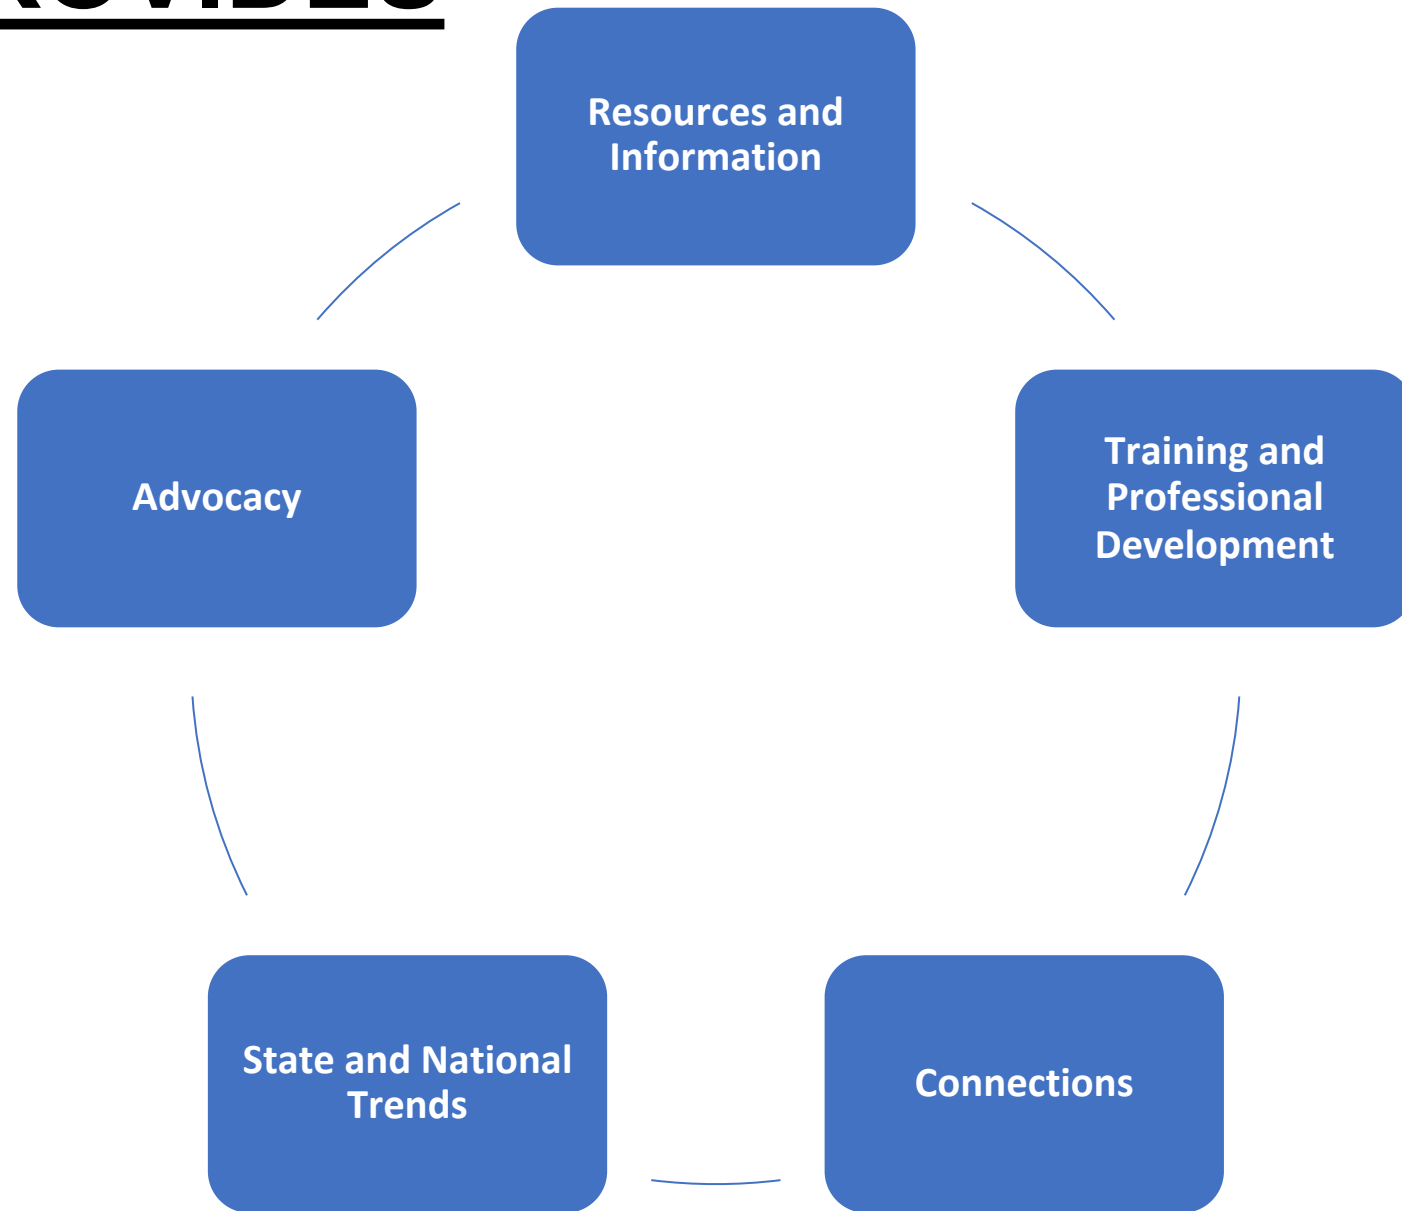 Resources and
Information
Training and
Professional
Development
Connections
State and National
Trends
Advocacy